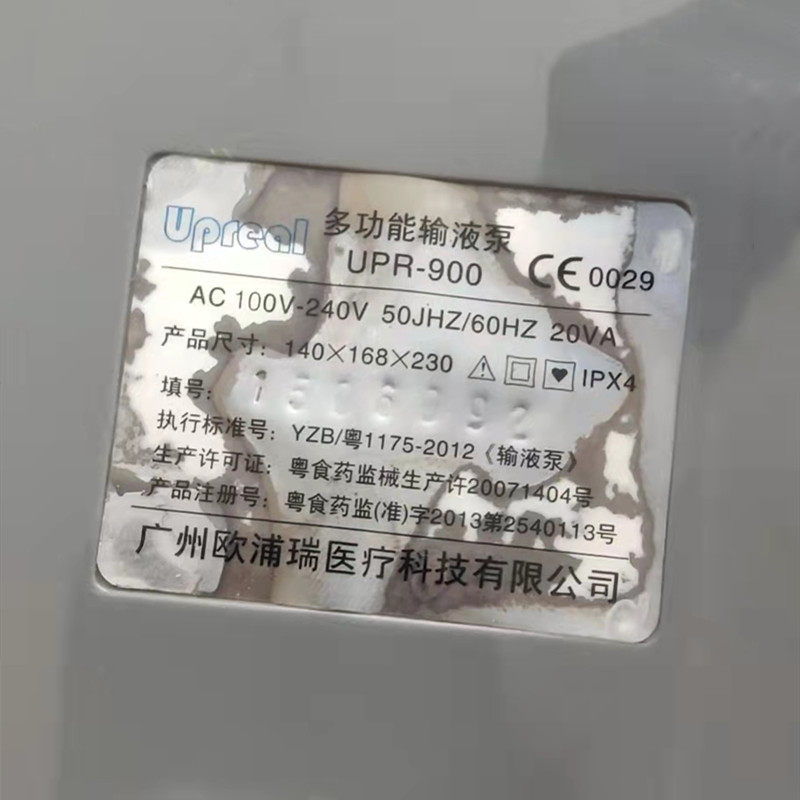 Upreal 多功能输液泵
UPR-900 CE 0029
AC 100V-240V 50JHZ/60HZ 20VA
产品尺寸: 140×168×230 IPX4
填号: 1506092
执行标准号: YZB/粤1175-2012《输液泵》
生产许可证: 粤食药监械生产许20071404号
产品注册号: 粤食药监(准)字2013第2540113号
广州欧浦瑞医疗科技有限公司